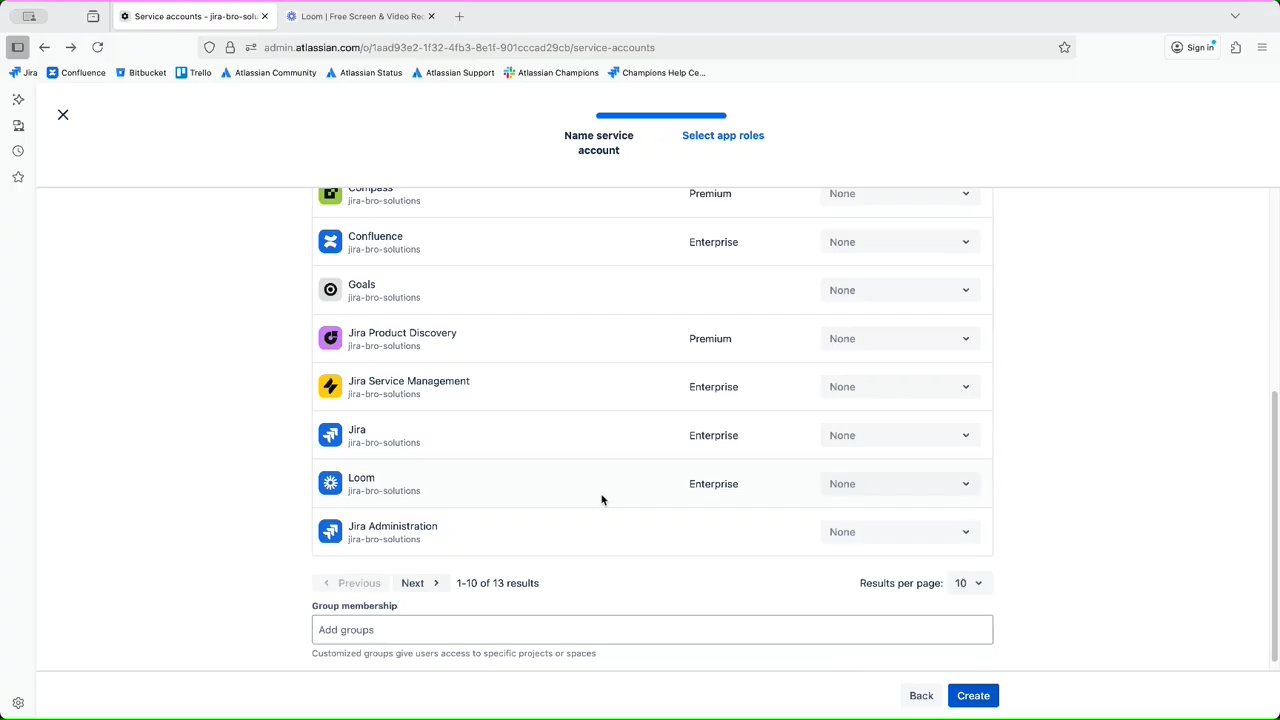 Service accounts - jira-bro-solu
Loom | Free Screen & Video Rec
admin.atlassian.com/o/1aad93e2-1f32-4fb3-8e1f-901cccad29cb/service-accounts
Sign in
Jira
Confluence
Bitbucket
Trello
Atlassian Community
Atlassian Status
Atlassian Support
Atlassian Champions
Champions Help Ce...
Name service
account
Select app roles
Compass
jira-bro-solutions
Premium
None
Confluence
jira-bro-solutions
Enterprise
None
Goals
jira-bro-solutions
None
Jira Product Discovery
jira-bro-solutions
Premium
None
Jira Service Management
jira-bro-solutions
Enterprise
None
Jira
jira-bro-solutions
Enterprise
None
Loom
jira-bro-solutions
Enterprise
None
Jira Administration
jira-bro-solutions
None
Previous
Next
1-10 of 13 results
Results per page: 10
Group membership
Add groups
Customized groups give users access to specific projects or spaces
Back
Create